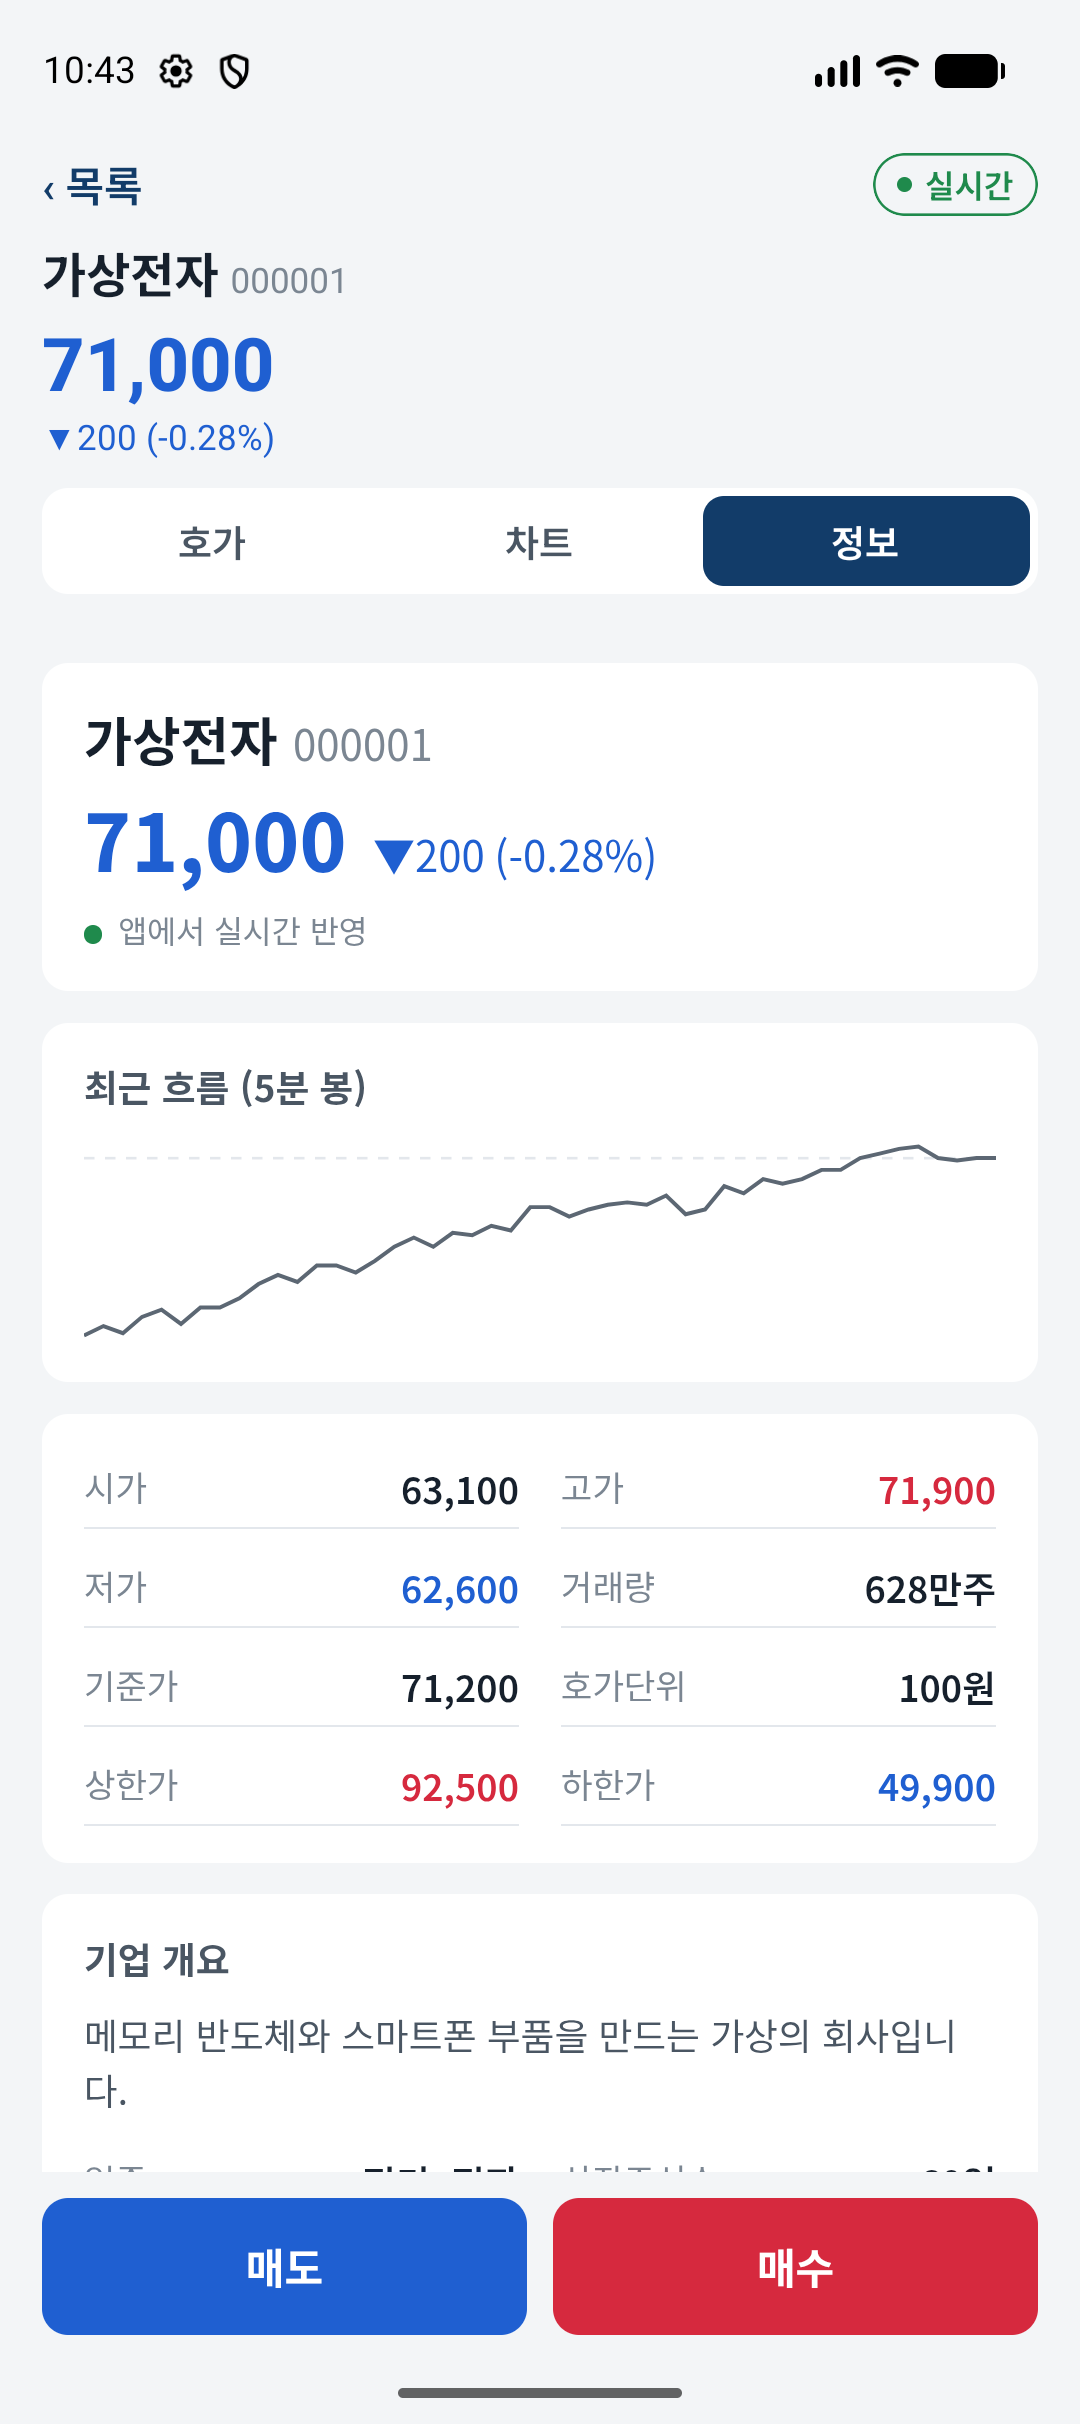 10:43
‹ 목록
실시간
가상전자 000001
71,000
▼200 (-0.28%)
호가 차트 정보
가상전자 000001
71,000 ▼200 (-0.28%)
앱에서 실시간 반영
최근 흐름 (5분 봉)
시가 63,100 고가 71,900
저가 62,600 거래량 628만주
기준가 71,200 호가단위 100원
상한가 92,500 하한가 49,900
기업 개요
메모리 반도체와 스마트폰 부품을 만드는 가상의 회사입니
다.
매도 매수